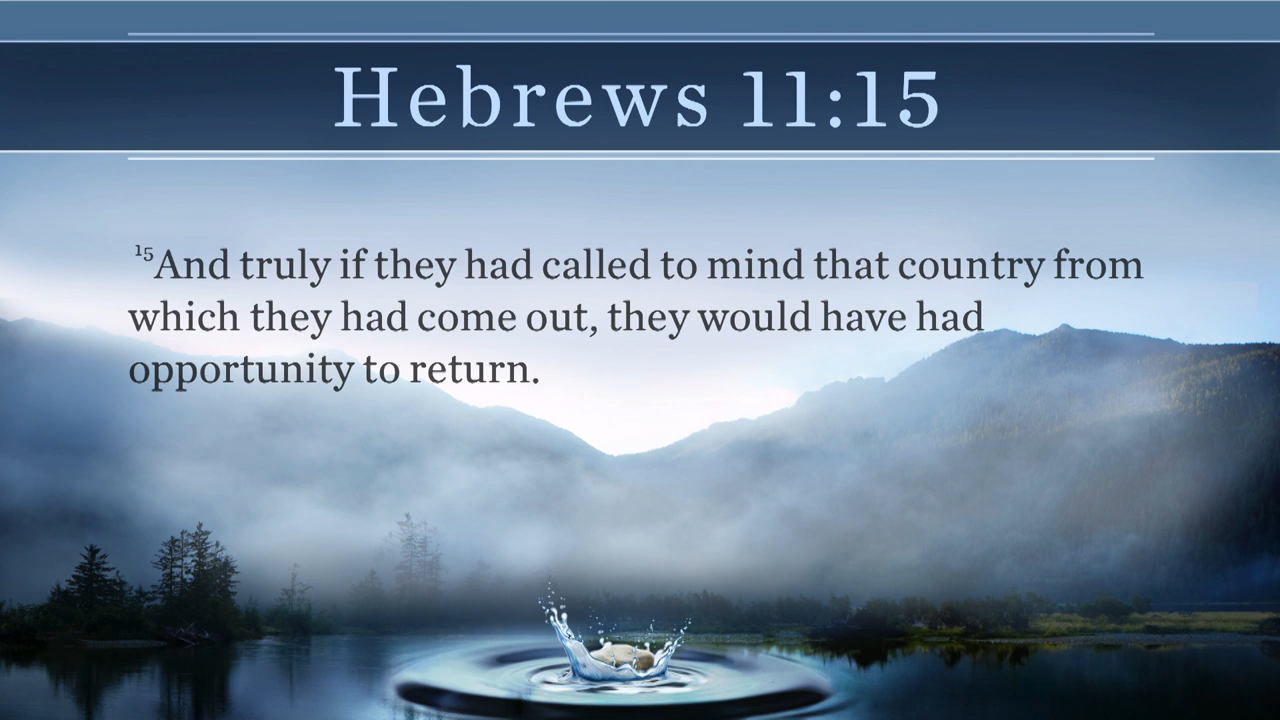 Hebrews 11:15
15And truly if they had called to mind that country from
which they had come out, they would have had
opportunity to return.